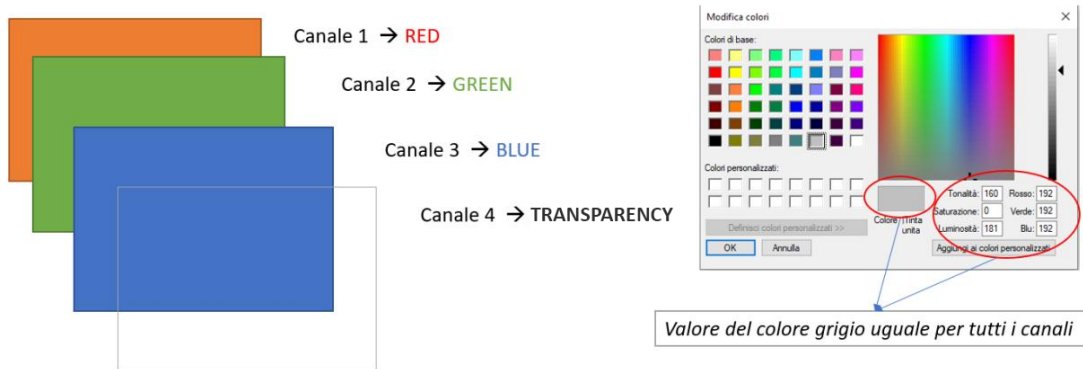 Canale 1 → RED
Canale 2 → GREEN
Canale 3 → BLUE
Canale 4 → TRANSPARENCY
Modifica colori
Colori di base:
Colori personalizzati:
Definisci colori personalizzati >>
OK Annulla
Colore|Tinta
unita
Tonalità: 160 Rosso: 192
Saturazione: 0 Verde: 192
Luminosità: 181 Blu: 192
Aggiungi ai colori personalizzati
Valore del colore grigio uguale per tutti i canali